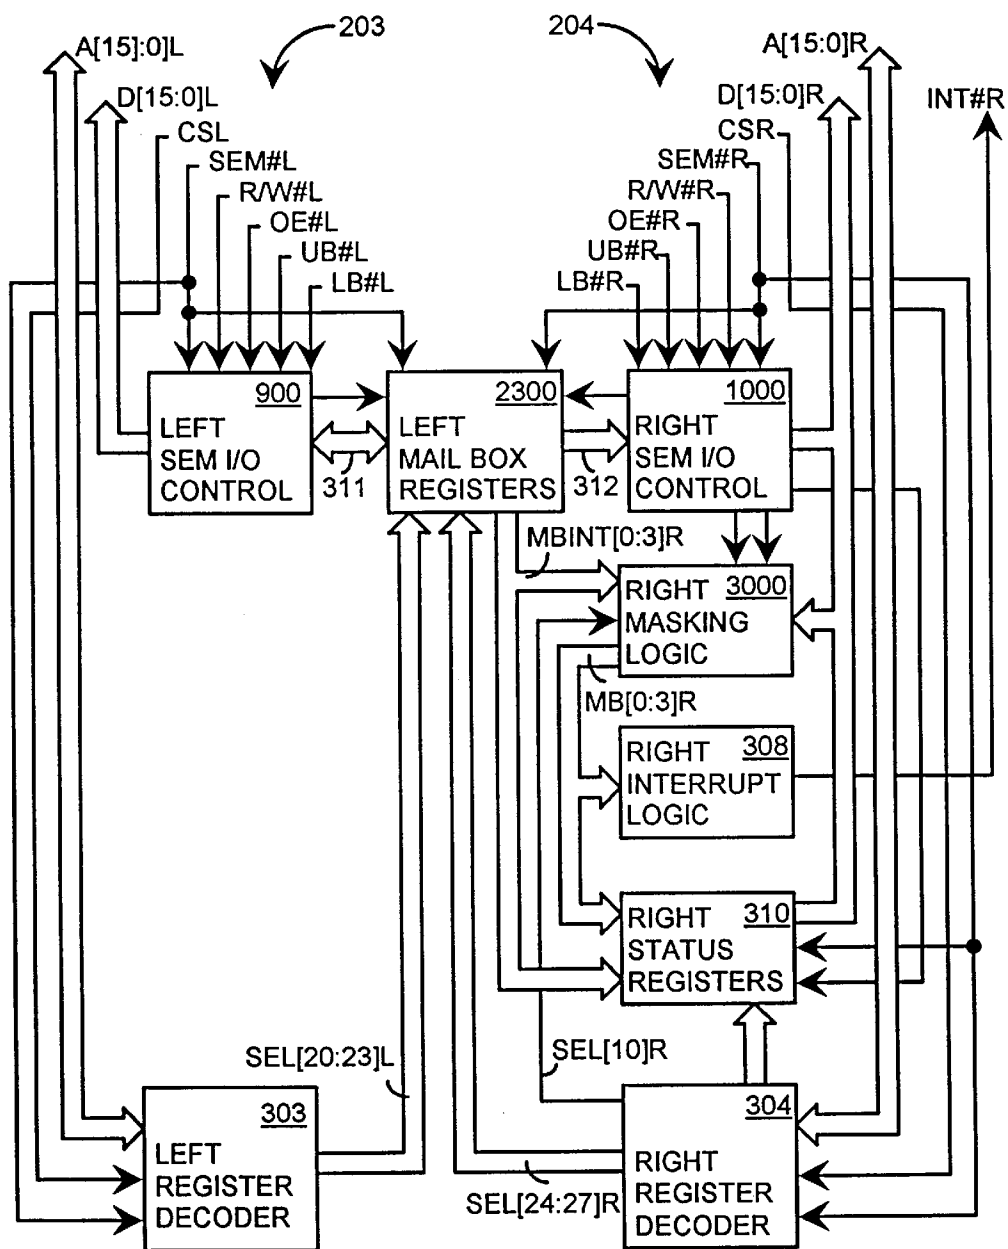 203
204
A[15]:0]L
A[15:0]R
D[15:0]L
D[15:0]R
INT#R
CSL
CSR
SEM#L
SEM#R
R/W#L
R/W#R
OE#L
OE#R
UB#L
UB#R
LB#L
LB#R
900
LEFT
SEM I/O
CONTROL
2300
LEFT
MAIL BOX
REGISTERS
1000
RIGHT
SEM I/O
CONTROL
311
312
MBINT[0:3]R
3000
RIGHT
MASKING
LOGIC
MB[0:3]R
308
RIGHT
INTERRUPT
LOGIC
310
RIGHT
STATUS
REGISTERS
SEL[20:23]L
SEL[10]R
303
LEFT
REGISTER
DECODER
304
RIGHT
REGISTER
DECODER
SEL[24:27]R